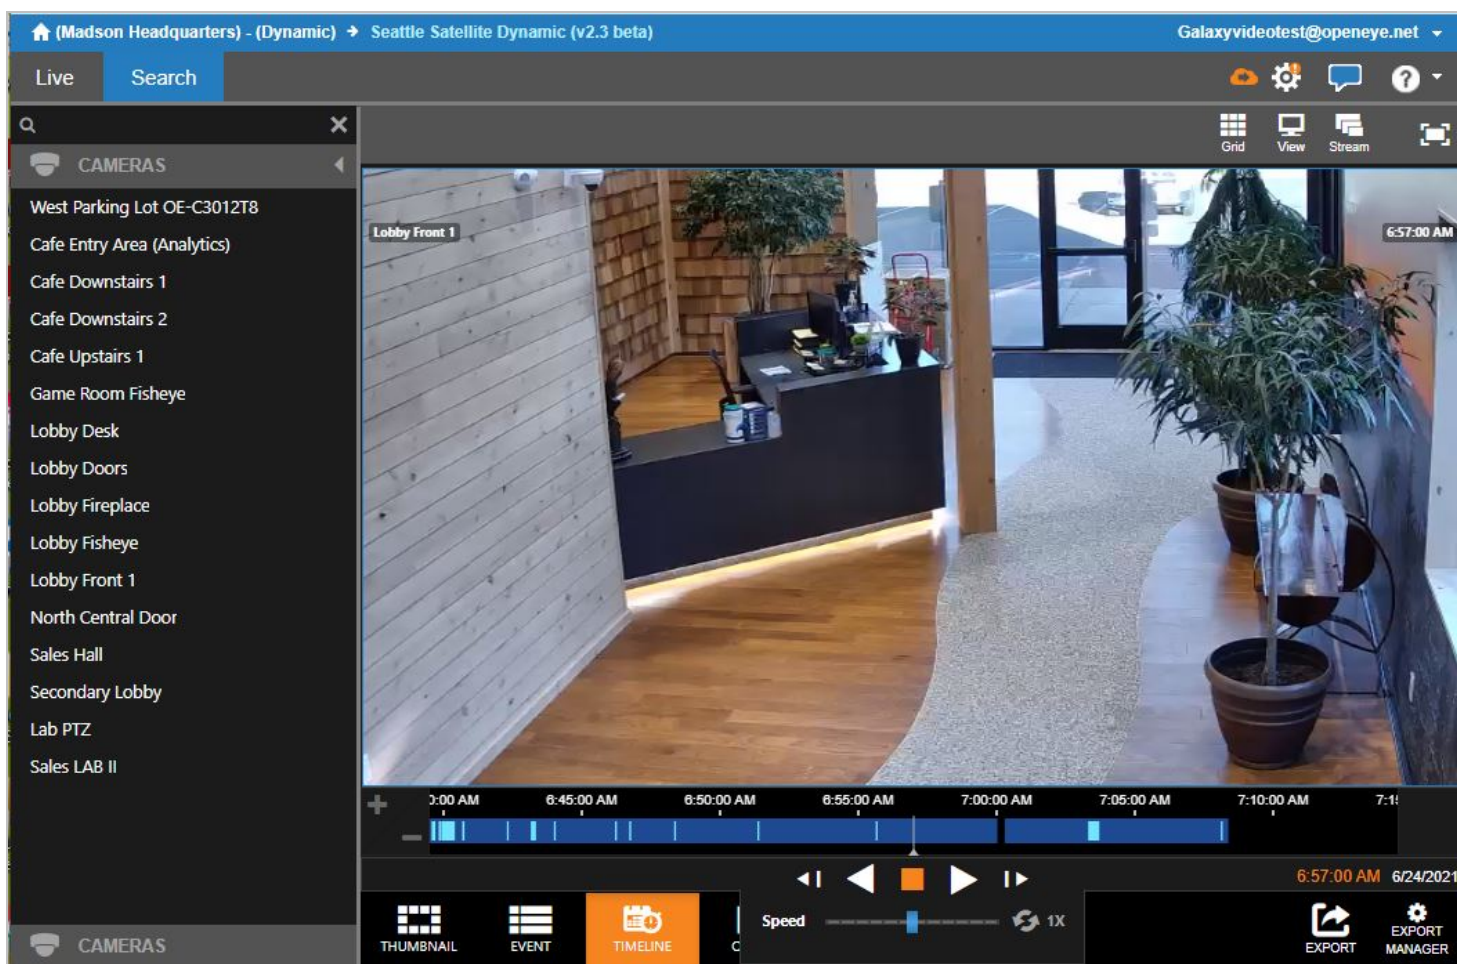 (Madson Headquarters) - (Dynamic) → Seattle Satellite Dynamic (v2.3 beta)
Galaxyvideotest@openeye.net
Live
Search
?
Grid
View
Stream
CAMERAS
West Parking Lot OE-C3012T8
Cafe Entry Area (Analytics)
Cafe Downstairs 1
Cafe Downstairs 2
Cafe Upstairs 1
Game Room Fisheye
Lobby Desk
Lobby Doors
Lobby Fireplace
Lobby Fisheye
Lobby Front 1
North Central Door
Sales Hall
Secondary Lobby
Lab PTZ
Sales LAB II
CAMERAS
Lobby Front 1
6:57:00 AM
0:00 AM 6:45:00 AM 6:50:00 AM 6:55:00 AM 7:00:00 AM 7:05:00 AM 7:10:00 AM 7:1
6:57:00 AM 6/24/2021
Speed 1X
THUMBNAIL
EVENT
TIMELINE
EXPORT
EXPORT
MANAGER